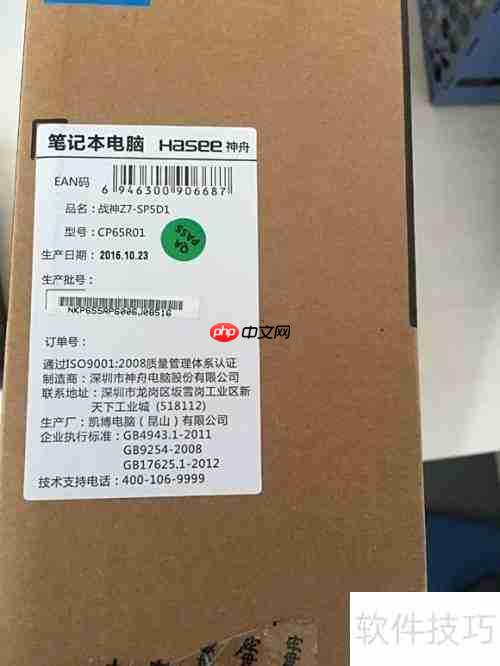 笔记本电脑 Hasee 神舟
EAN码 6 946300 906687
品名：战神Z7-SP5D1
型号：CP65R01
QA PASS
生产日期： 2016.10.23
生产批号：
php 中文网
订单号：
通过ISO9001:2008质量管理体系认证
制造商：深圳市神舟电脑股份有限公司
联系地址：深圳市龙岗区坂雪岗工业区新
天下工业城 (518112)
生产厂：凯博电脑（昆山）有限公司
企业执行标准：GB4943.1-2011
GB9254-2008
GB17625.1-2012
技术支持电话：400-106-9999
软件技巧